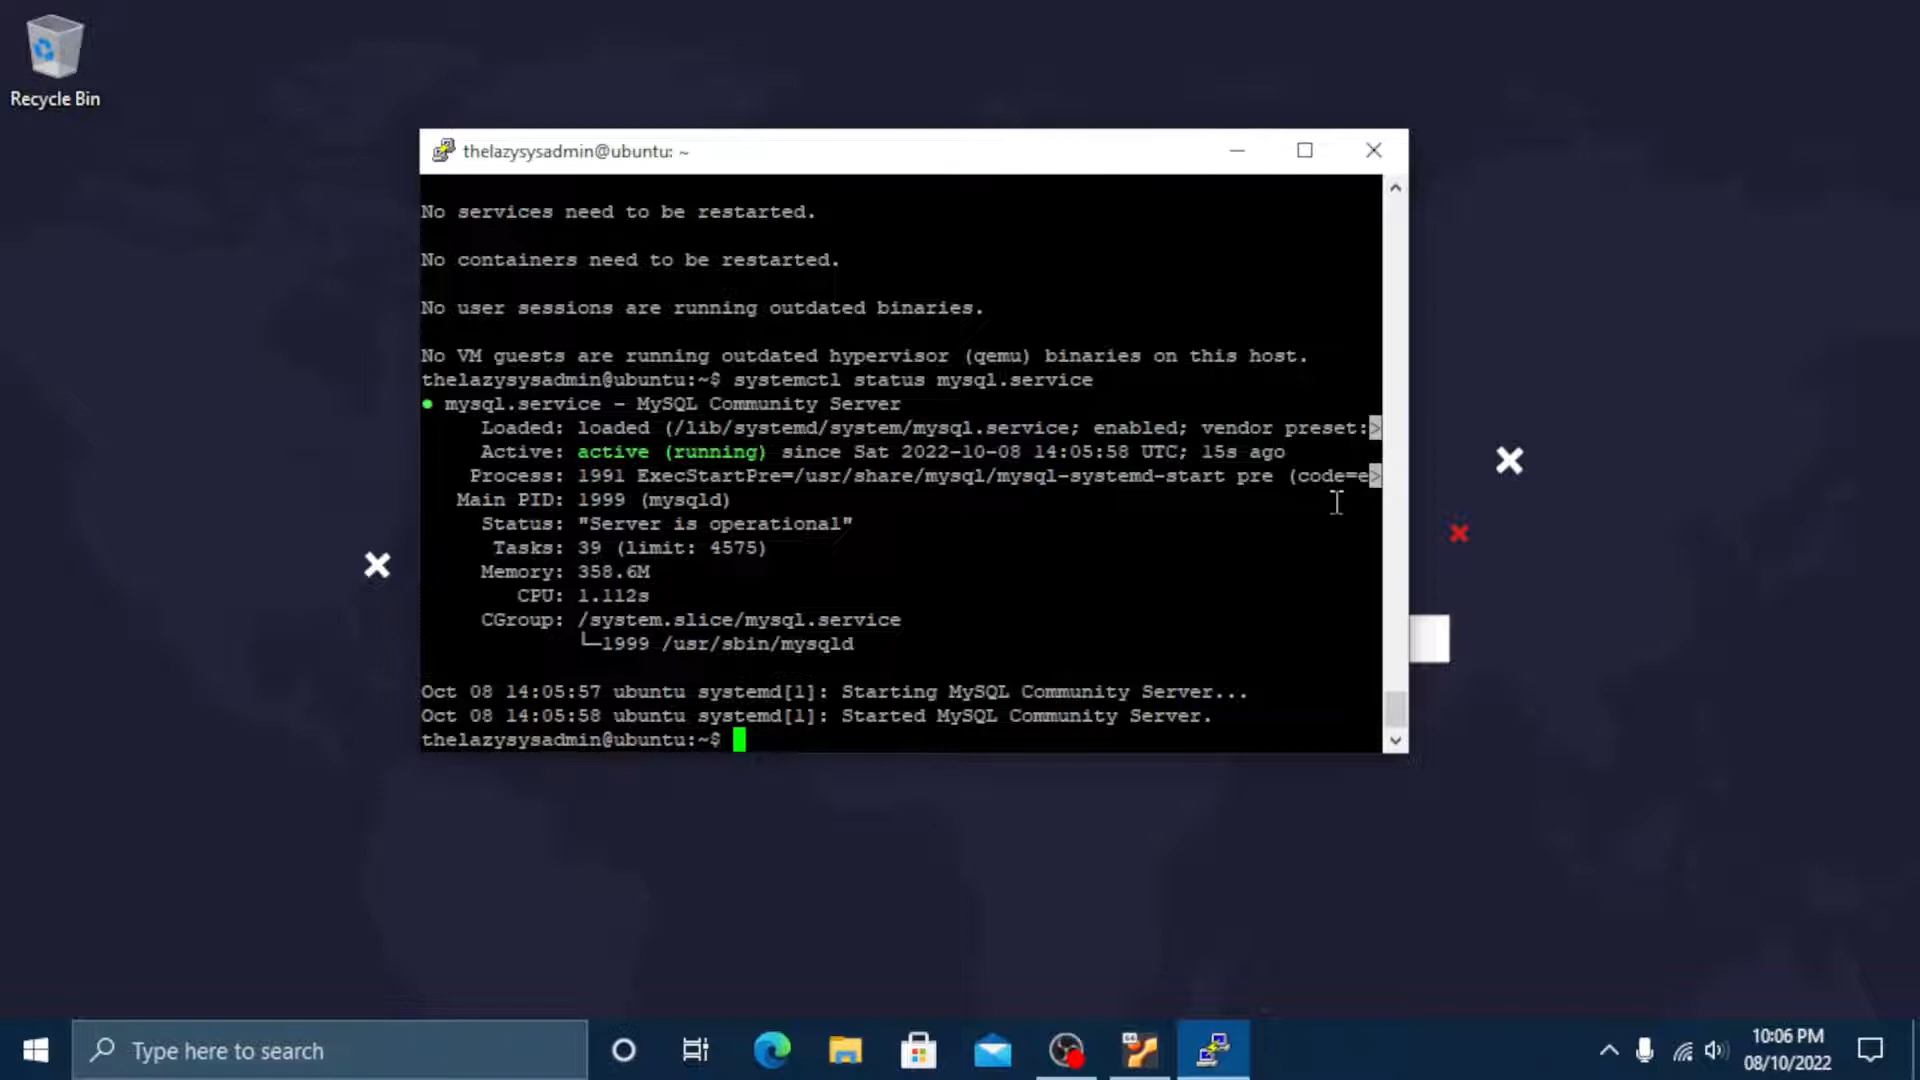 Recycle Bin
thelazysysadmin@ubuntu: ~
No services need to be restarted.
No containers need to be restarted.
No user sessions are running outdated binaries.
No VM guests are running outdated hypervisor (qemu) binaries on this host.
thelazysysadmin@ubuntu:~$ systemctl status mysql.service
● mysql.service - MySQL Community Server
Loaded: loaded (/lib/systemd/system/mysql.service; enabled; vendor preset:>
Active: active (running) since Sat 2022-10-08 14:05:58 UTC; 15s ago
Process: 1991 ExecStartPre=/usr/share/mysql/mysql-systemd-start pre (code=e>
Main PID: 1999 (mysqld)
Status: "Server is operational"
Tasks: 39 (limit: 4575)
Memory: 358.6M
CPU: 1.112s
CGroup: /system.slice/mysql.service
└─1999 /usr/sbin/mysqld
Oct 08 14:05:57 ubuntu systemd[1]: Starting MySQL Community Server...
Oct 08 14:05:58 ubuntu systemd[1]: Started MySQL Community Server.
thelazysysadmin@ubuntu:~$
Type here to search
10:06 PM
08/10/2022